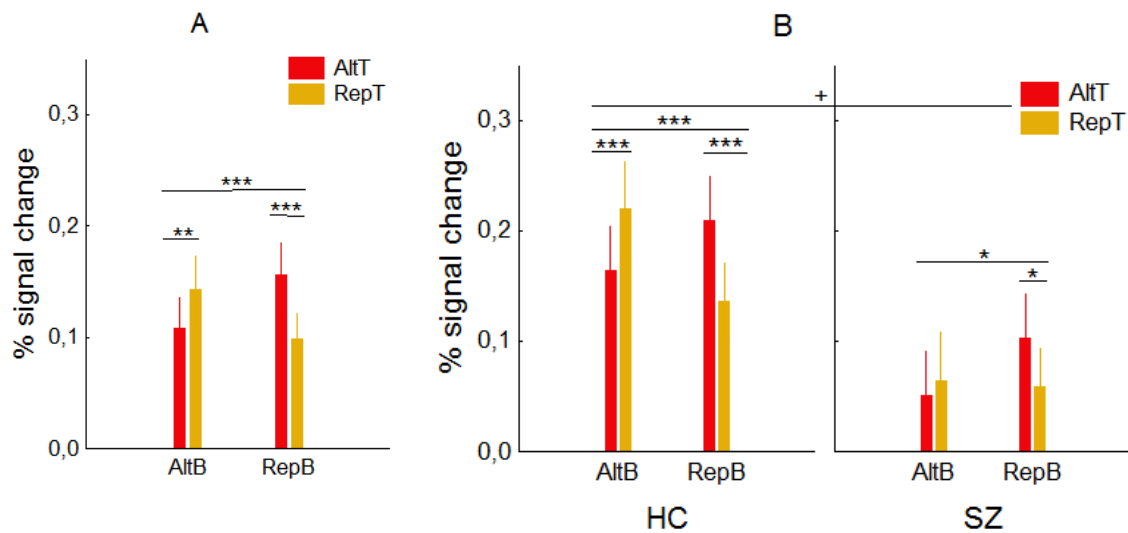 A
AltT
RepT
% signal change
0,3
0,2
0,1
0,0
***
**
***
AltB
RepB
B
AltT
RepT
% signal change
0,3
0,2
0,1
0,0
+
***
***
***
*
*
AltB
RepB
AltB
RepB
HC
SZ